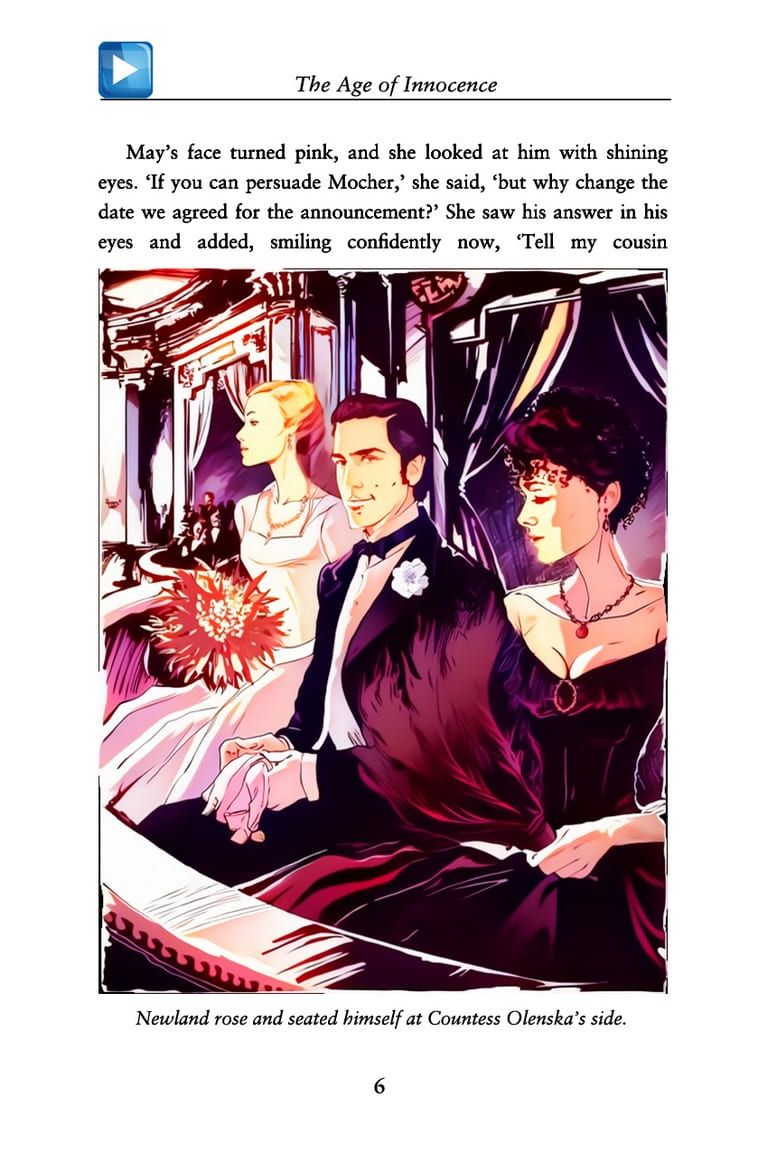 The Age of Innocence
May's face turned pink, and she looked at him with shining
eyes. ‘If you can persuade Mocher,’ she said, ‘but why change the
date we agreed for the announcement?’ She saw his answer in his
eyes and added, smiling confidently now, ‘Tell my cousin
Newland rose and seated himself at Countess Olenska's side.
6